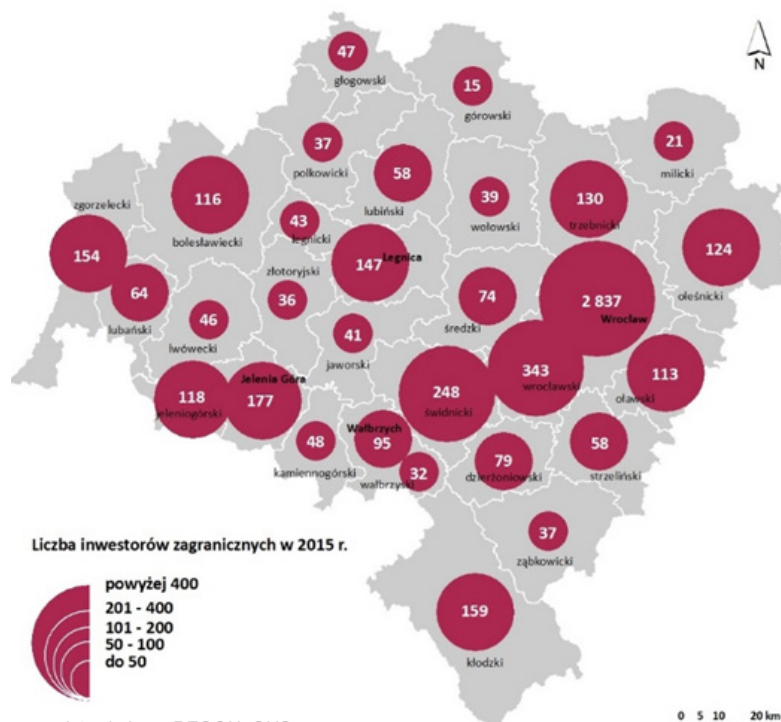 47
głogowski
15
górowski
N
37
polkowicki
21
milicki
58
lubiński
116
bolesławiecki
39
wołowski
130
trzebnicki
zgorzelecki
154
43
legnicki
Legnica
147
124
oleśnicki
64
lubański
złotoryjski
36
74
średzki
2 837
Wrocław
46
lwówecki
41
jaworski
343
wrocławski
113
oławski
118
jeleniogórski
Jelenia Góra
177
248
świdnicki
48
kamiennogórski
Wałbrzych
95
32
wałbrzyski
79
dzierżoniowski
58
strzeliński
37
ząbkowicki
159
kłodzki
Liczba inwestorów zagranicznych w 2015 r.
powyżej 400
201 - 400
101 - 200
50 - 100
do 50
0 5 10 20 km